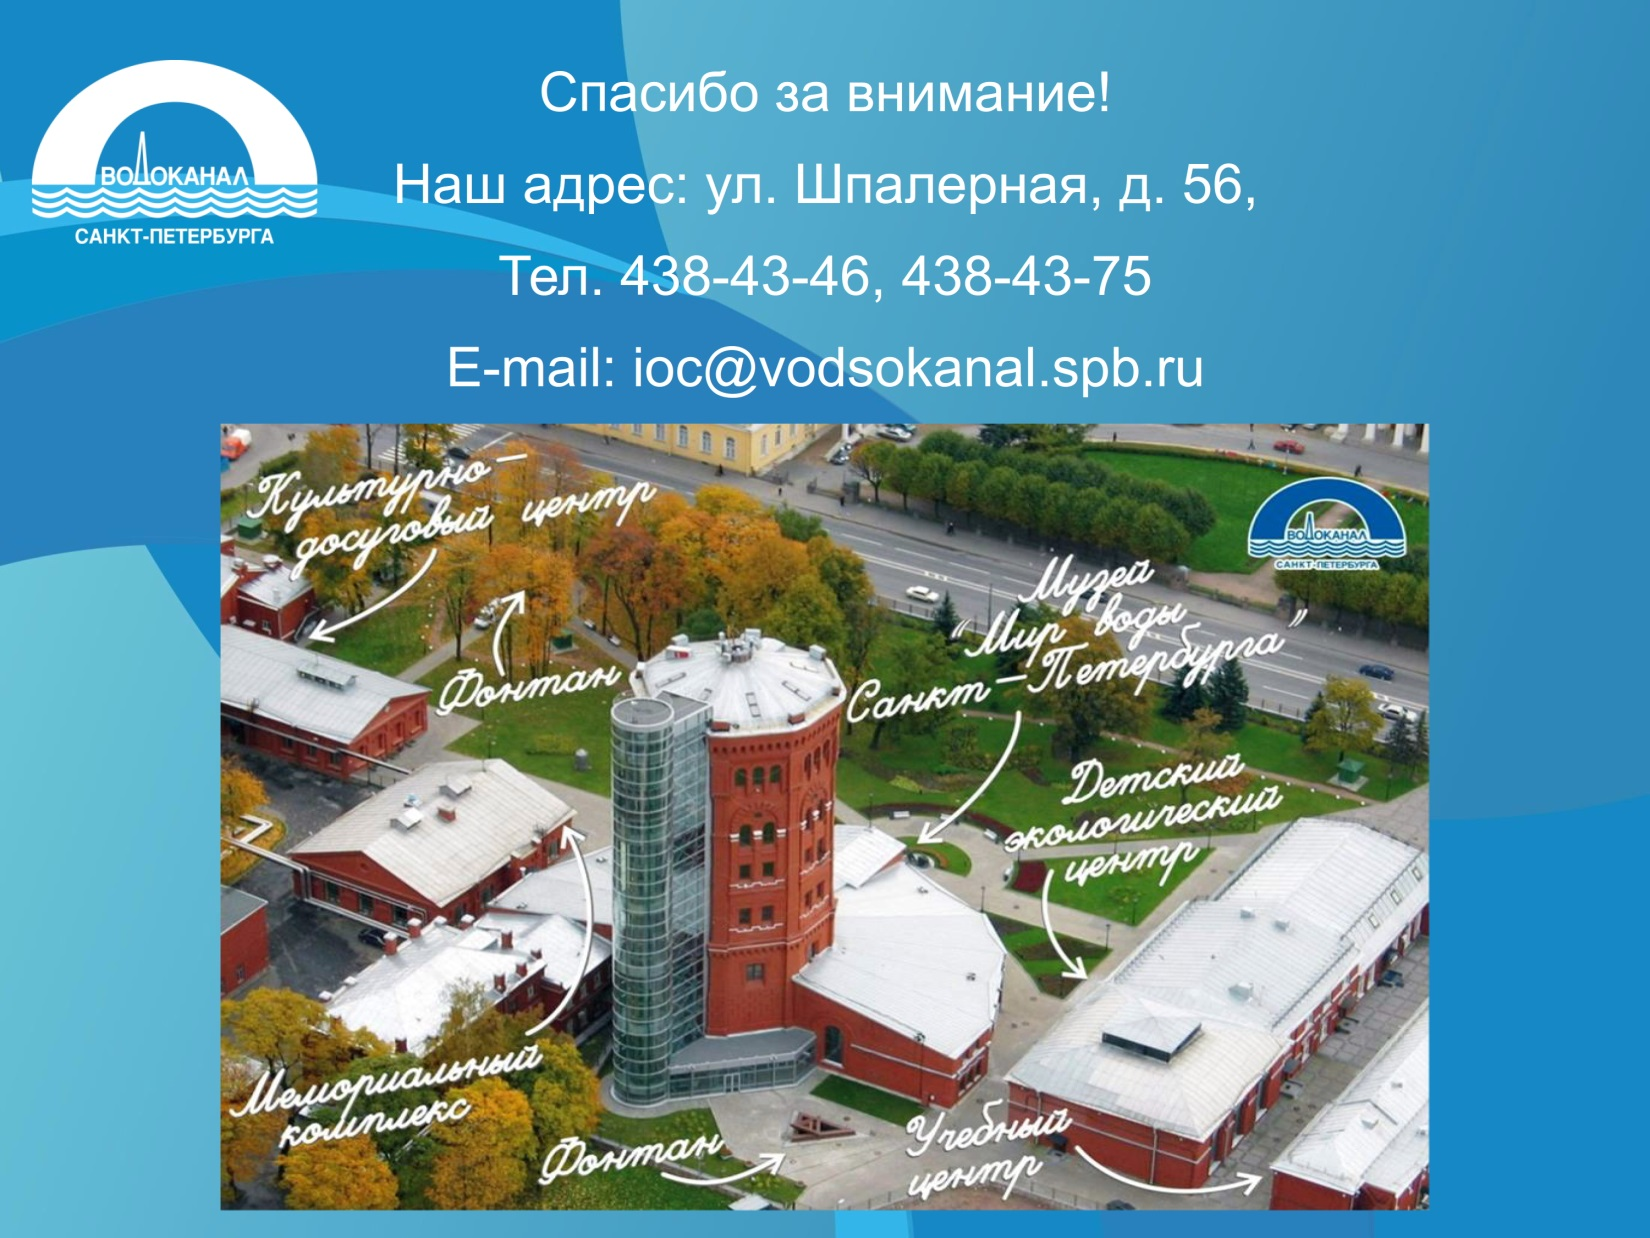 ВОДОКАНАЛ
САНКТ-ПЕТЕРБУРГА
Спасибо за внимание!
Наш адрес: ул. Шпалерная, д. 56,
Тел. 438-43-46, 438-43-75
E-mail: ioc@vodsokanal.spb.ru
Культурно-
досуговый центр
ВОДОКАНАЛ
САНКТ-ПЕТЕРБУРГА
Музей
"Мир воды
Санкт-Петербурга"
Фонтан
Детский
экологический
центр
Мемориальный
комплекс
Фонтан
Учебный
центр